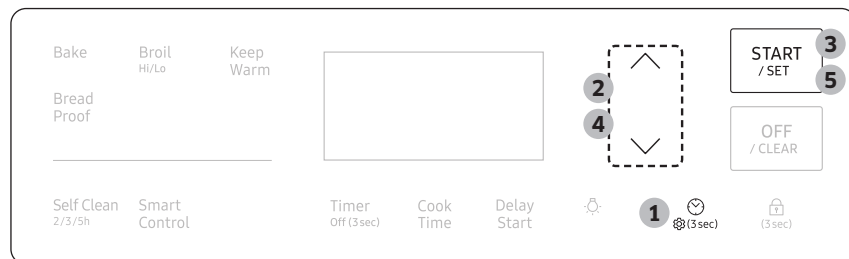 Bake
Broil
Hi/Lo
Keep
Warm
Bread
Proof
Self Clean
2/3/5h
Smart
Control
Timer
Off (3 sec)
Cook
Time
Delay
Start
2
4
1
(3 sec)
START
/ SET
3
5
OFF
/ CLEAR
(3 sec)